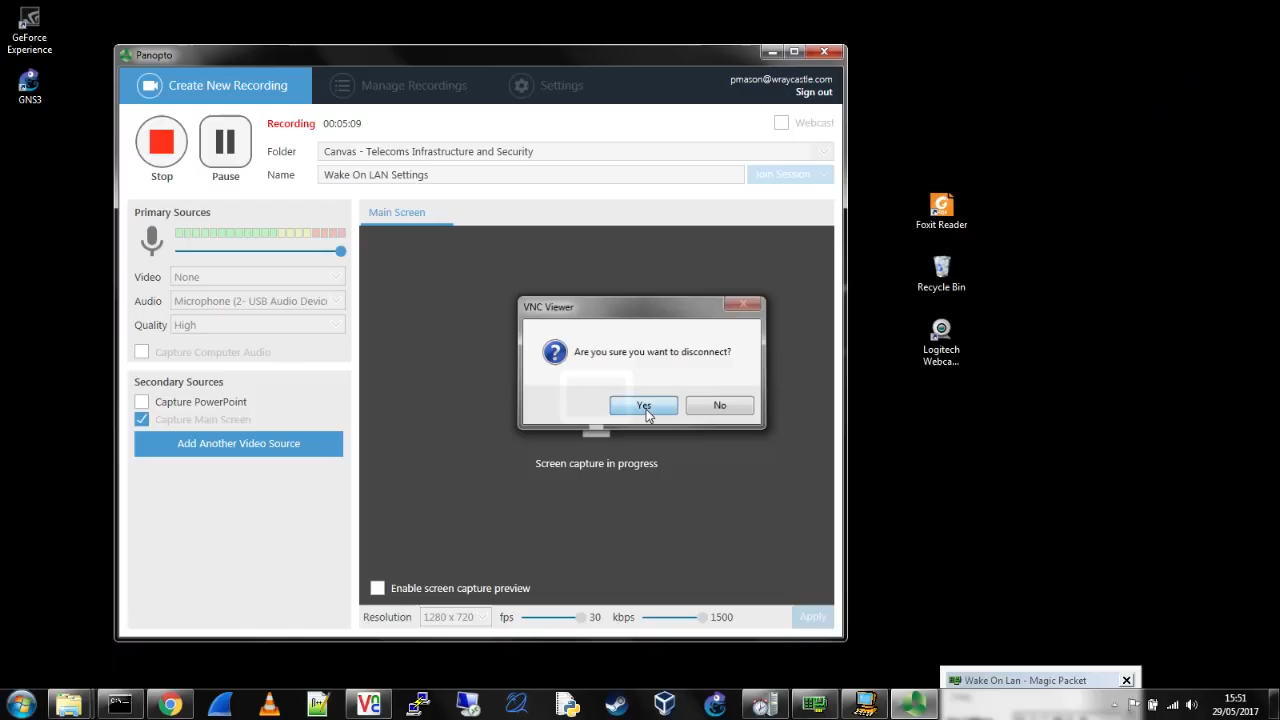 GeForce
Experience
GNS3
Panopto
Create New Recording
Manage Recordings
Settings
pmason@wraycastle.com
Sign out
Recording 00:05:09
Webcast
Folder
Canvas - Telecoms Infrastructure and Security
Stop
Pause
Name
Wake On LAN Settings
Join Session
Primary Sources
Main Screen
Video
None
Audio
Microphone (2- USB Audio Device
Quality
High
Capture Computer Audio
Secondary Sources
Capture PowerPoint
Capture Main Screen
Add Another Video Source
VNC Viewer
Are you sure you want to disconnect?
Yes
No
Screen capture in progress
Enable screen capture preview
Resolution
1280 x 720
fps
30
kbps
1500
Apply
Foxit Reader
Recycle Bin
Logitech
Webca...
Wake On Lan - Magic Packet
15:51
29/05/2017